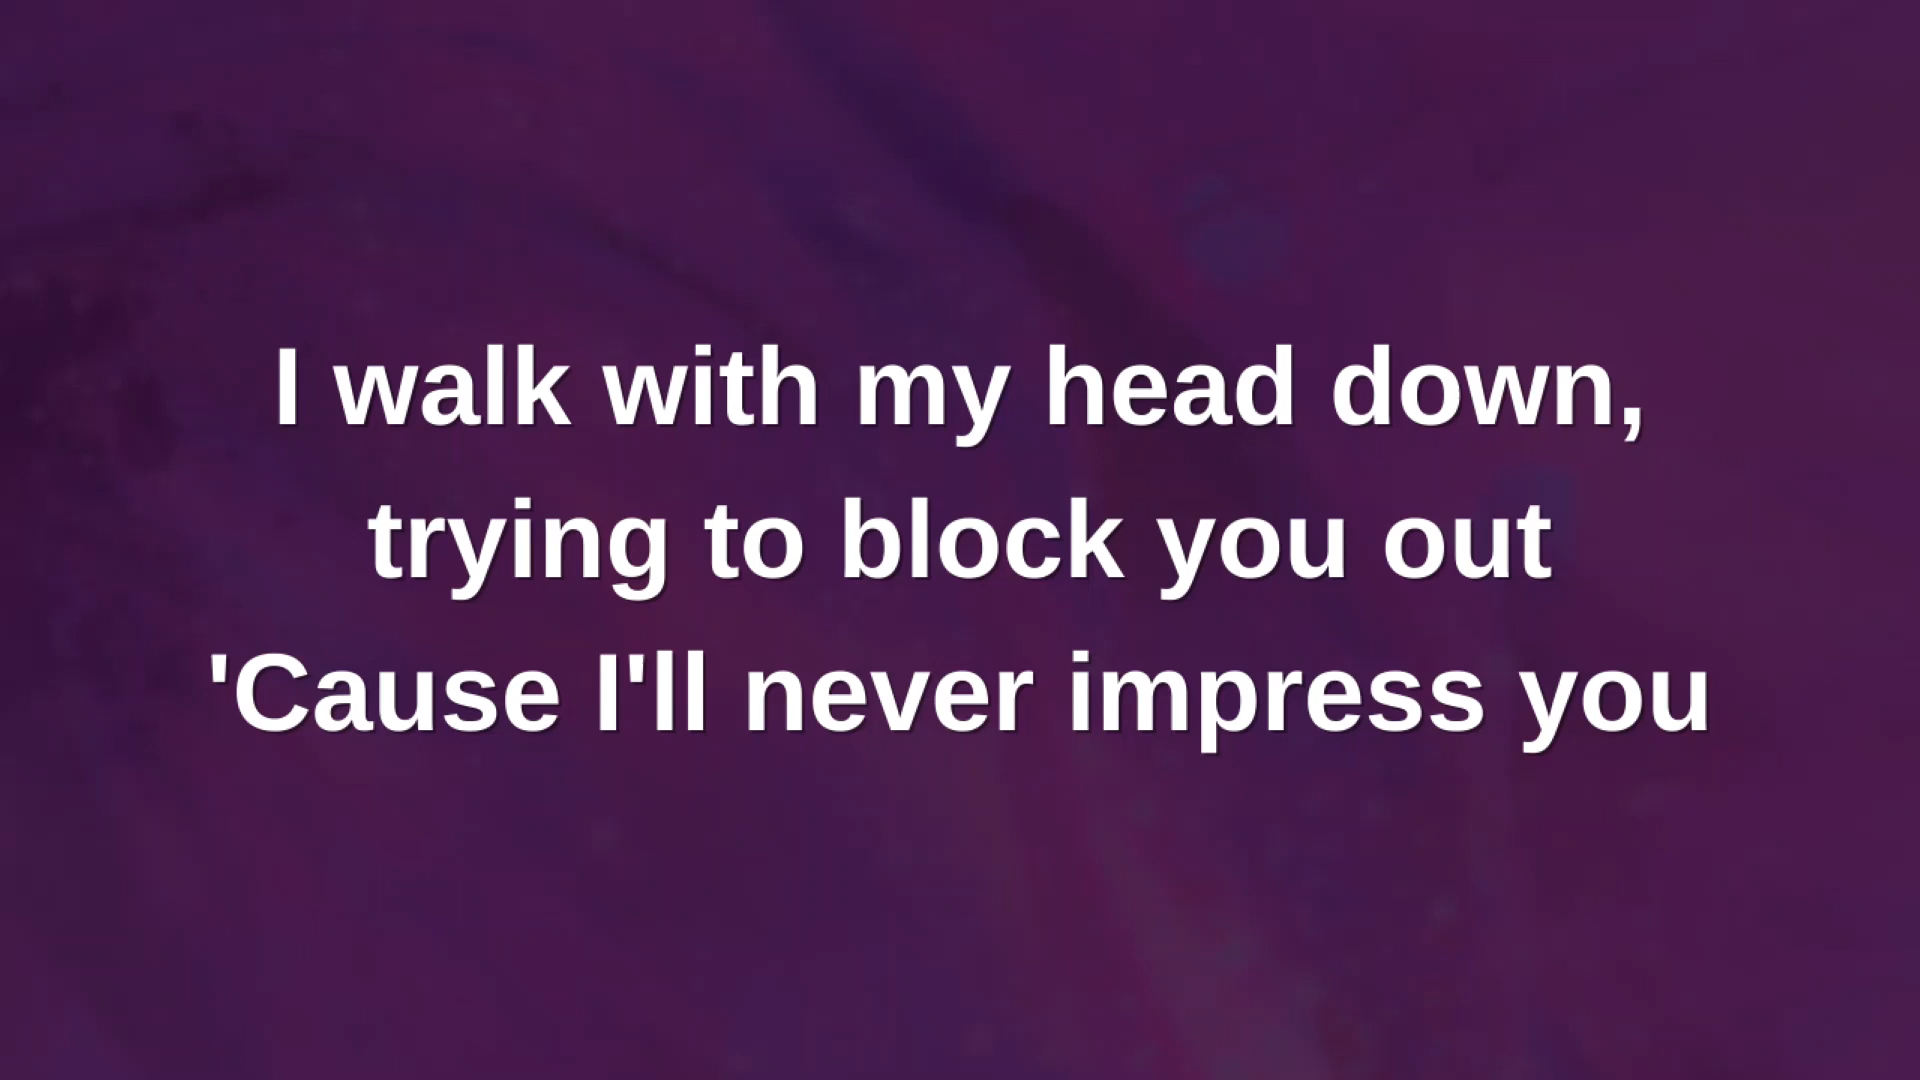 I walk with my head down,
trying to block you out
'Cause I'll never impress you